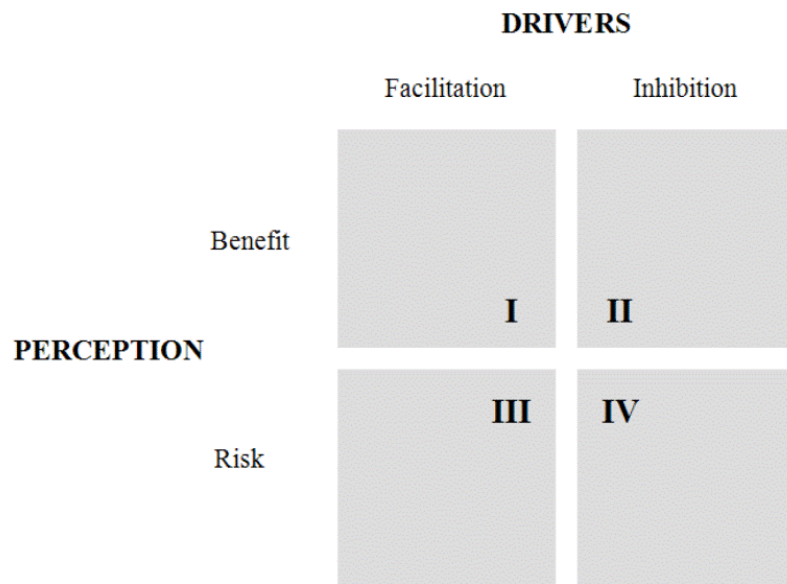 DRIVERS
Facilitation Inhibition
Benefit
I II
PERCEPTION
III IV
Risk